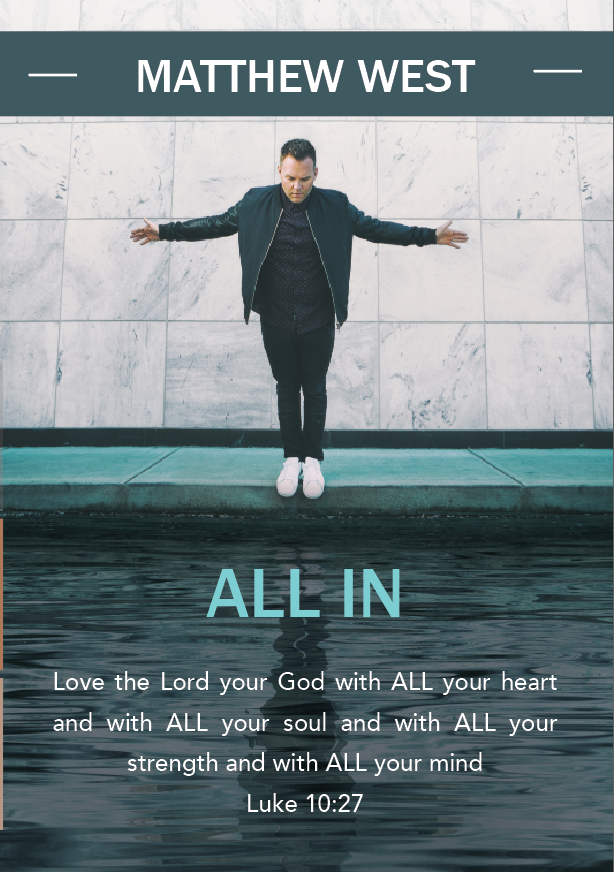 MATTHEW WEST
ALL IN
Love the Lord your God with ALL your heart
and with ALL your soul and with ALL your
strength and with ALL your mind
Luke 10:27